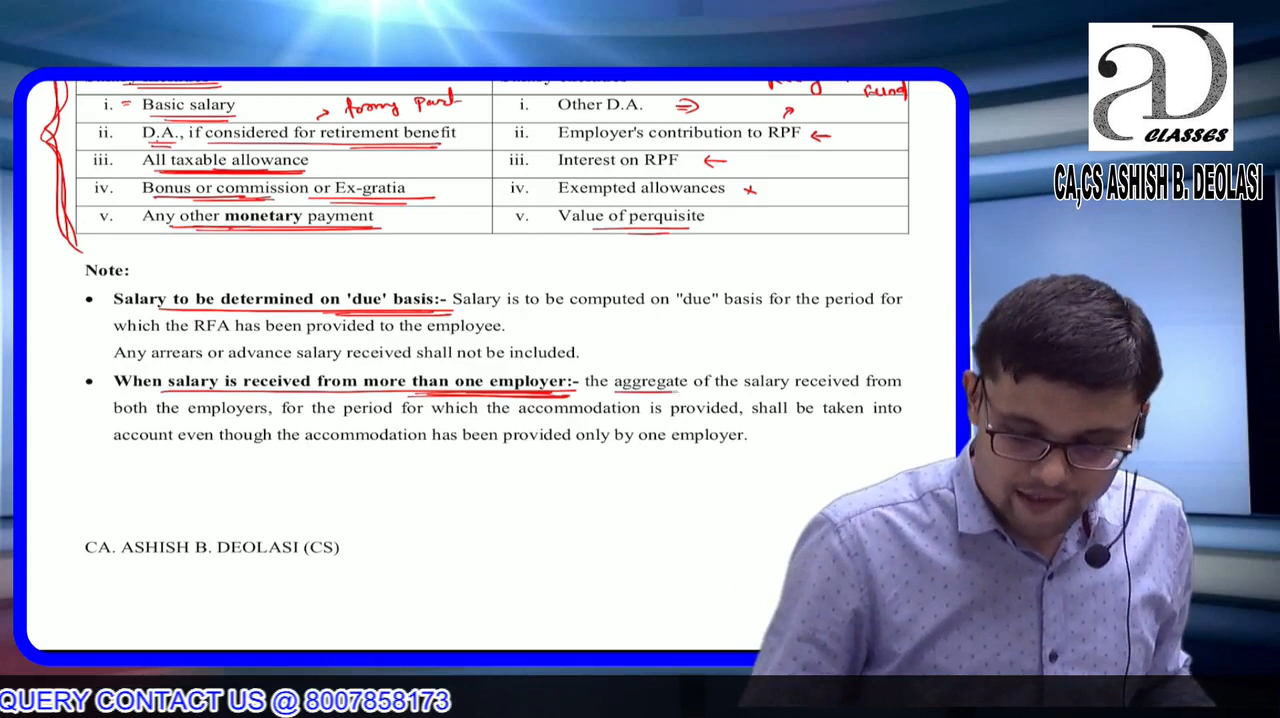 aD
CLASSES
CA,CS ASHISH B. DEOLASI
Fund
i. Basic salary
forming part
i. Other D.A.
ii. D.A., if considered for retirement benefit
ii. Employer's contribution to RPF
iii. All taxable allowance
iii. Interest on RPF
iv. Bonus or commission or Ex-gratia
iv. Exempted allowances
v. Any other monetary payment
v. Value of perquisite
Note:
• Salary to be determined on 'due' basis:- Salary is to be computed on "due" basis for the period for
which the RFA has been provided to the employee.
Any arrears or advance salary received shall not be included.
• When salary is received from more than one employer:- the aggregate of the salary received from
both the employers, for the period for which the accommodation is provided, shall be taken into
account even though the accommodation has been provided only by one employer.
CA. ASHISH B. DEOLASI (CS)
QUERY CONTACT US @ 8007858173